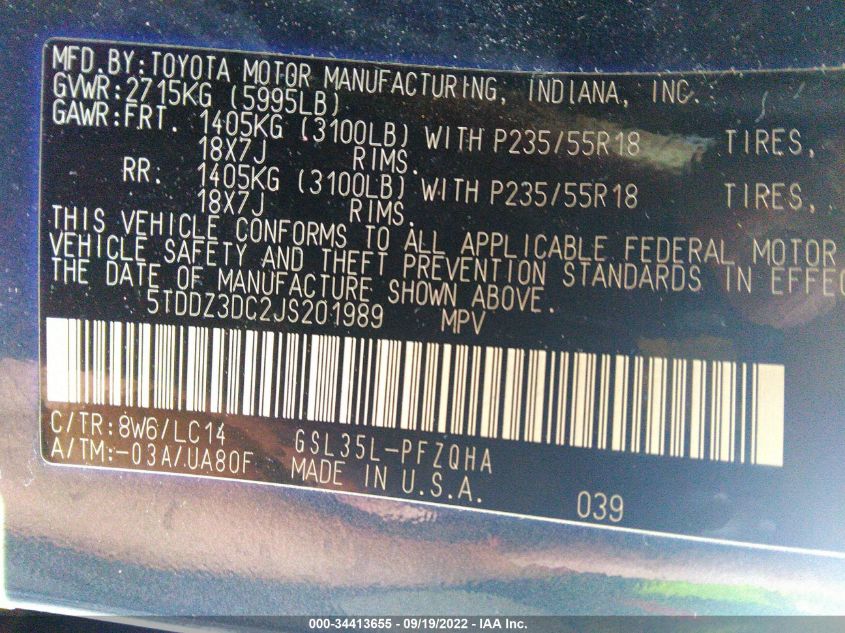 MFD.BY:TOYOTA MOTOR MANUFACTURING, INDIANA, INC.
GVWR:2715KG (5995LB)
GAWR:FRT. 1405KG (3100LB) WITH P235/55R18 TIRES,
18X7J RIMS.
RR. 1405KG (3100LB) WITH P235/55R18 TIRES,
18X7J RIMS.
THIS VEHICLE CONFORMS TO ALL APPLICABLE FEDERAL MOTOR
VEHICLE SAFETY AND THEFT PREVENTION STANDARDS IN EFFEC
THE DATE OF MANUFACTURE SHOWN ABOVE.
5TDDZ3DC2JS201989 MPV
C/TR:8W6/LC14 GSL35L-PFZQHA
A/TM:-03A/UA80F MADE IN U.S.A. 039
000-34413655 - 09/19/2022 - IAA Inc.